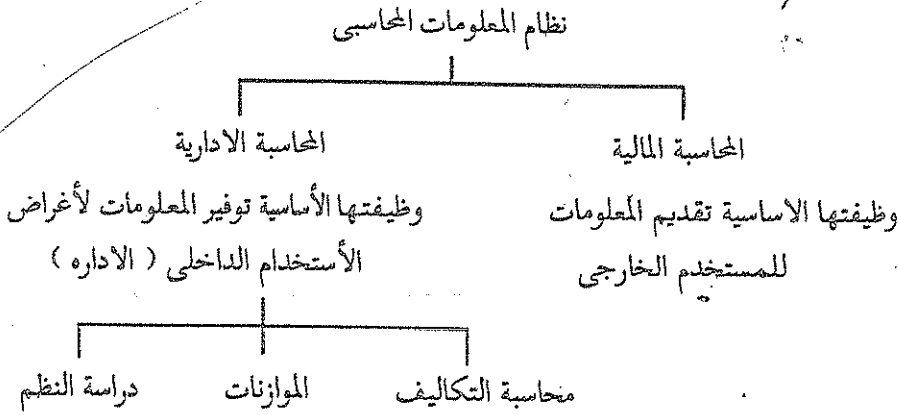 نظام المعلومات المحاسبى
المحاسبة المالية
المحاسبة الادارية
وظيفتها الاساسية تقديم المعلومات
للمستخدم الخارجى
وظيفتها الأساسية توفير المعلومات لأغراض
الأستخدام الداخلى ( الاداره )
محاسبة التكاليف
الموازنات
دراسة النظم